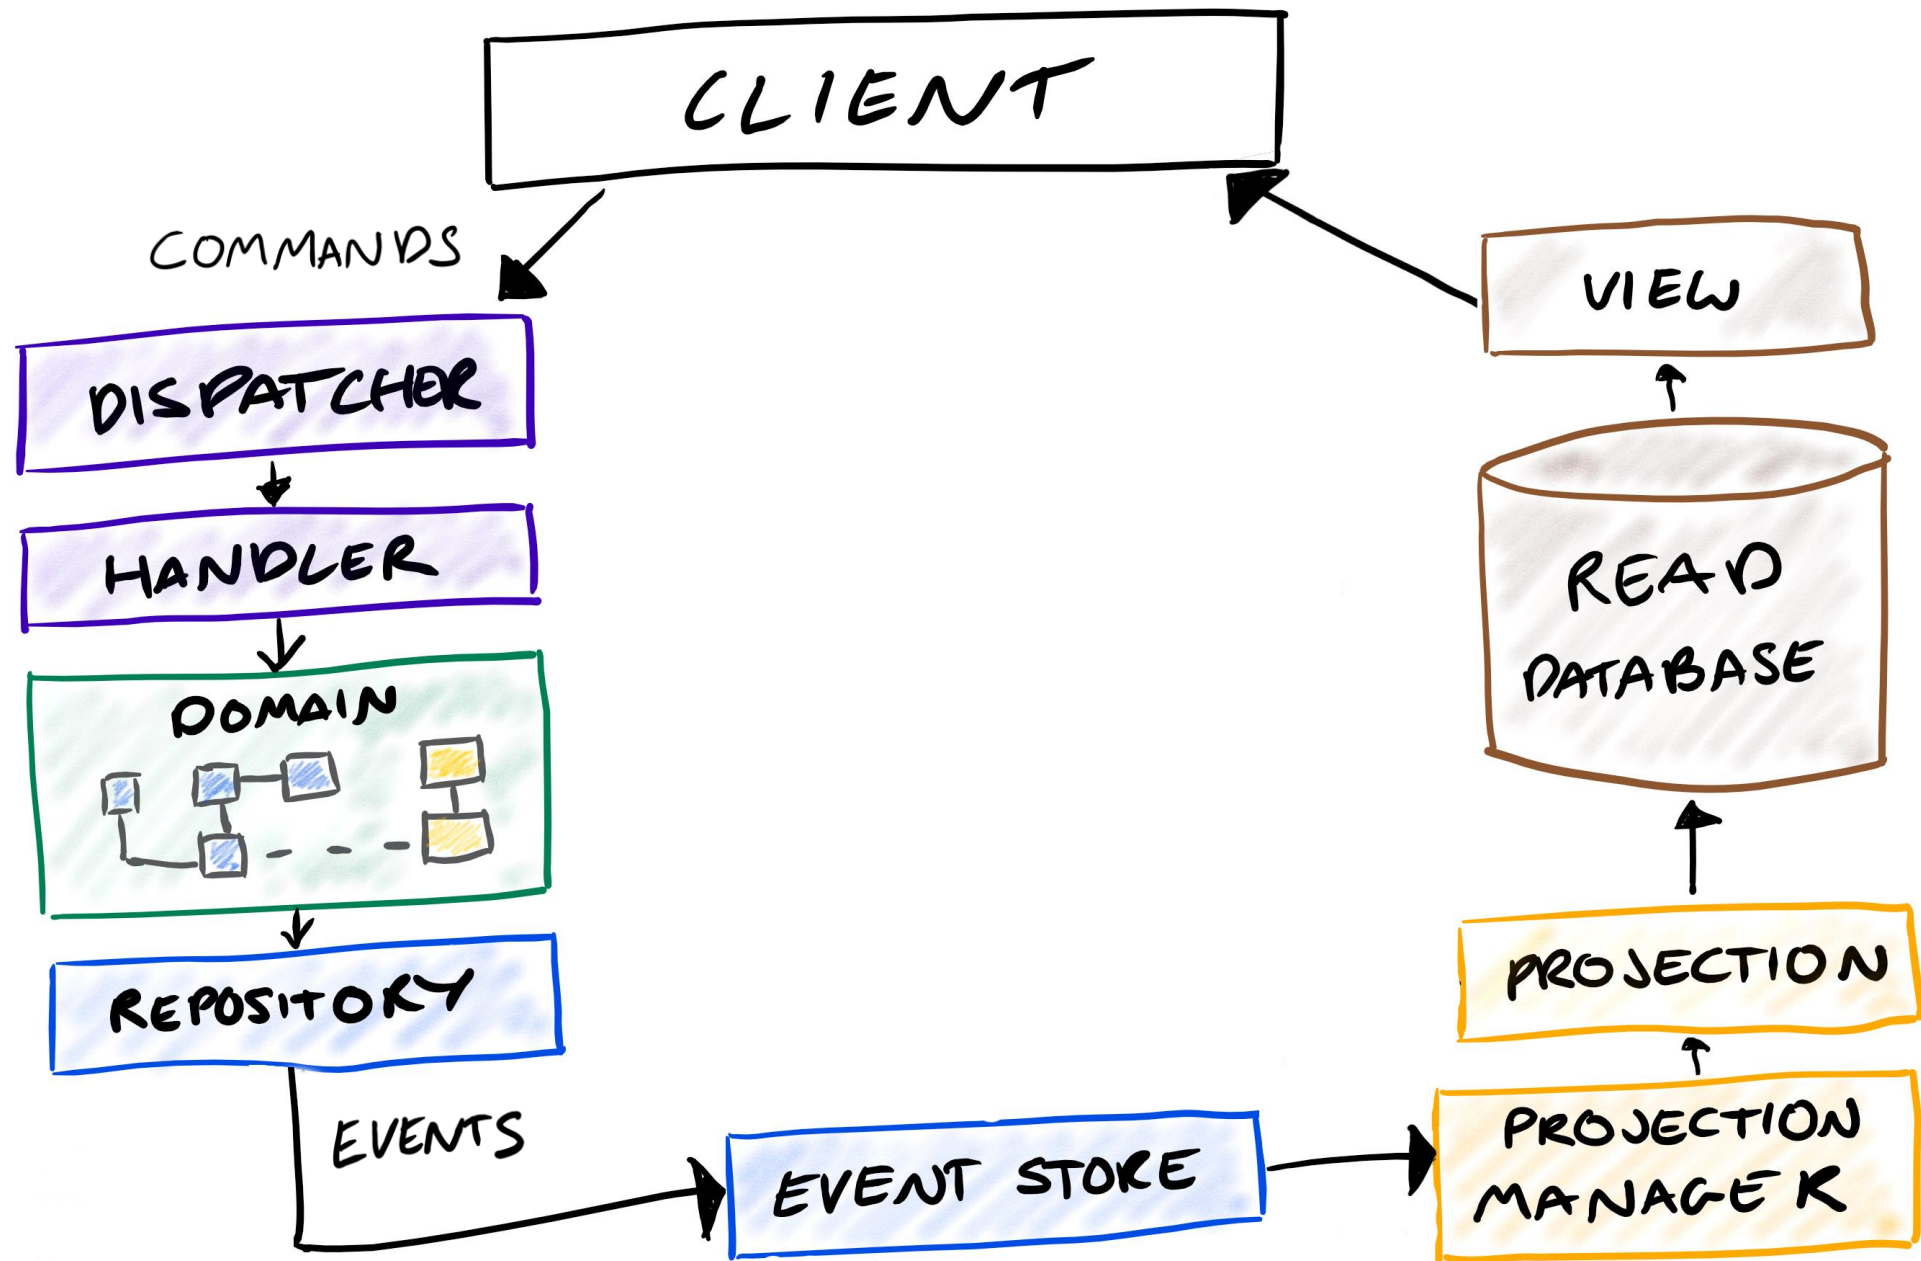 CLIENT
COMMANDS
DISPATCHER
HANDLER
DOMAIN
REPOSITORY
EVENTS
EVENT STORE
PROJECTION
MANAGER
PROJECTION
READ
DATABASE
VIEW